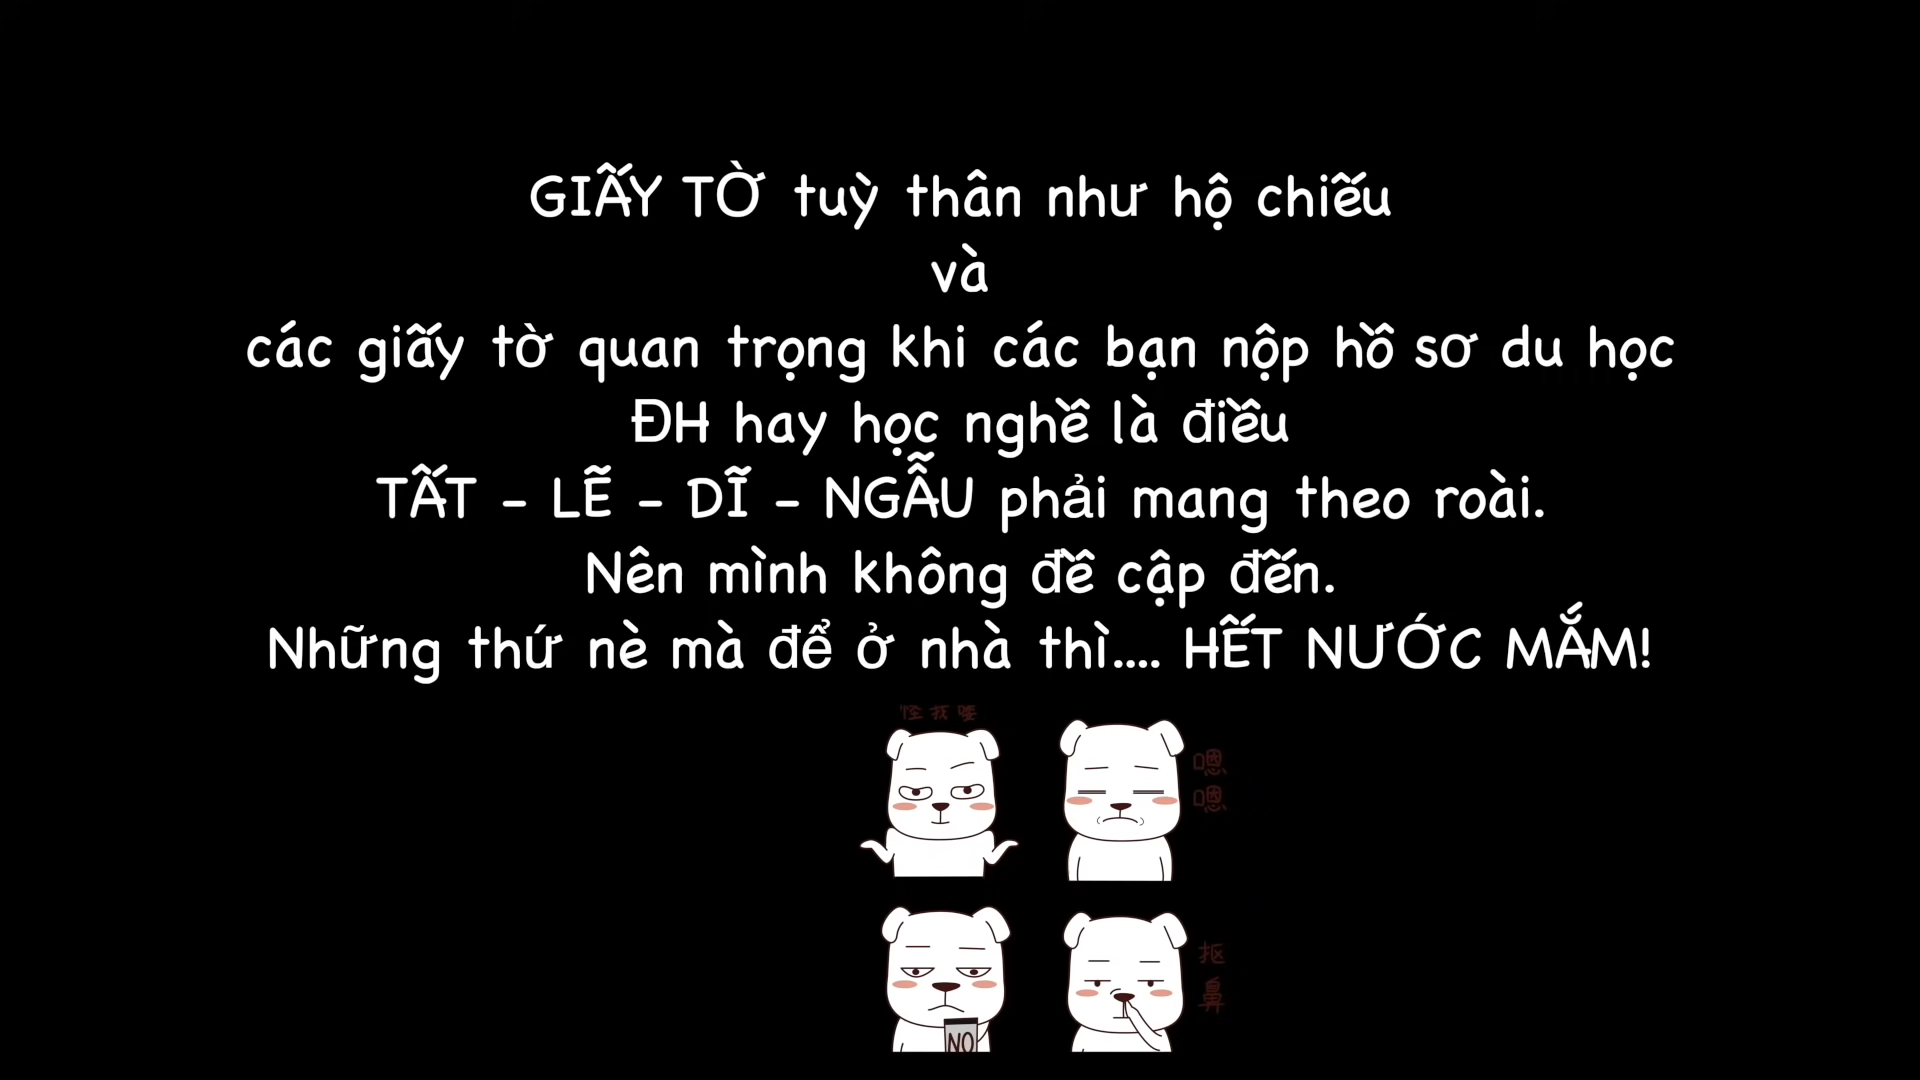 GIẤY TỜ tuỳ thân như hộ chiếu
và
các giấy tờ quan trọng khi các bạn nộp hồ sơ du học
ĐH hay học nghề là điều
TẤT - LẼ - DĨ - NGẪU phải mang theo roài.
Nên mình không đề cập đến.
Những thứ nè mà để ở nhà thì.... HẾT NƯỚC MẮM!
怪我喽
嗯
嗯
NO
抠
鼻